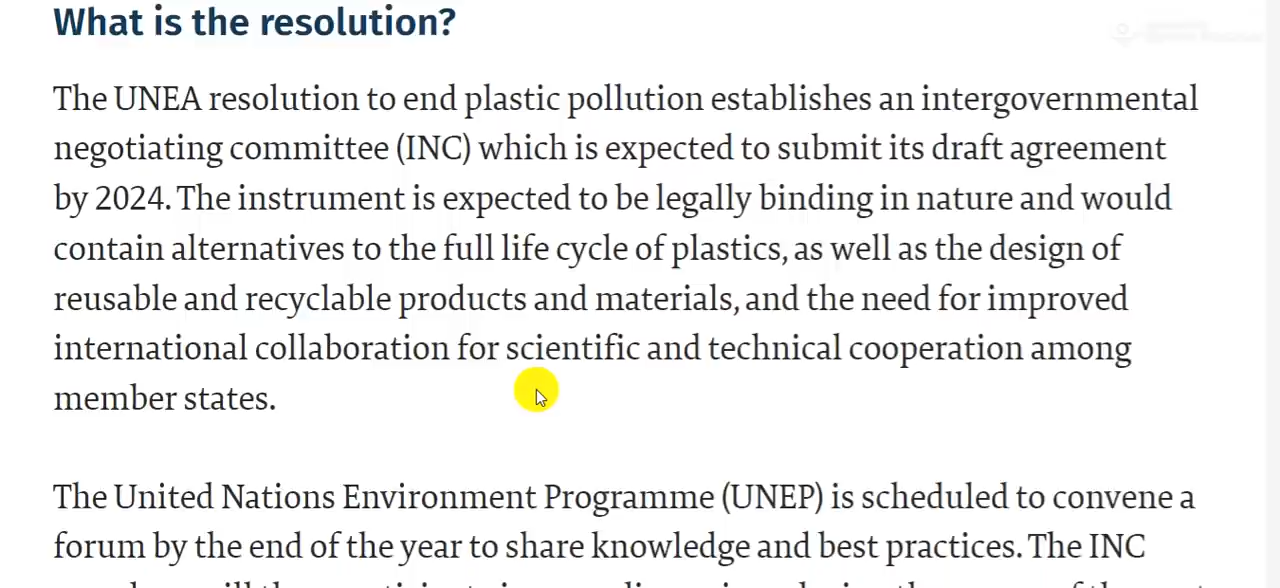 What is the resolution?
The UNEA resolution to end plastic pollution establishes an intergovernmental
negotiating committee (INC) which is expected to submit its draft agreement
by 2024. The instrument is expected to be legally binding in nature and would
contain alternatives to the full life cycle of plastics, as well as the design of
reusable and recyclable products and materials, and the need for improved
international collaboration for scientific and technical cooperation among
member states.
The United Nations Environment Programme (UNEP) is scheduled to convene a
forum by the end of the year to share knowledge and best practices. The INC